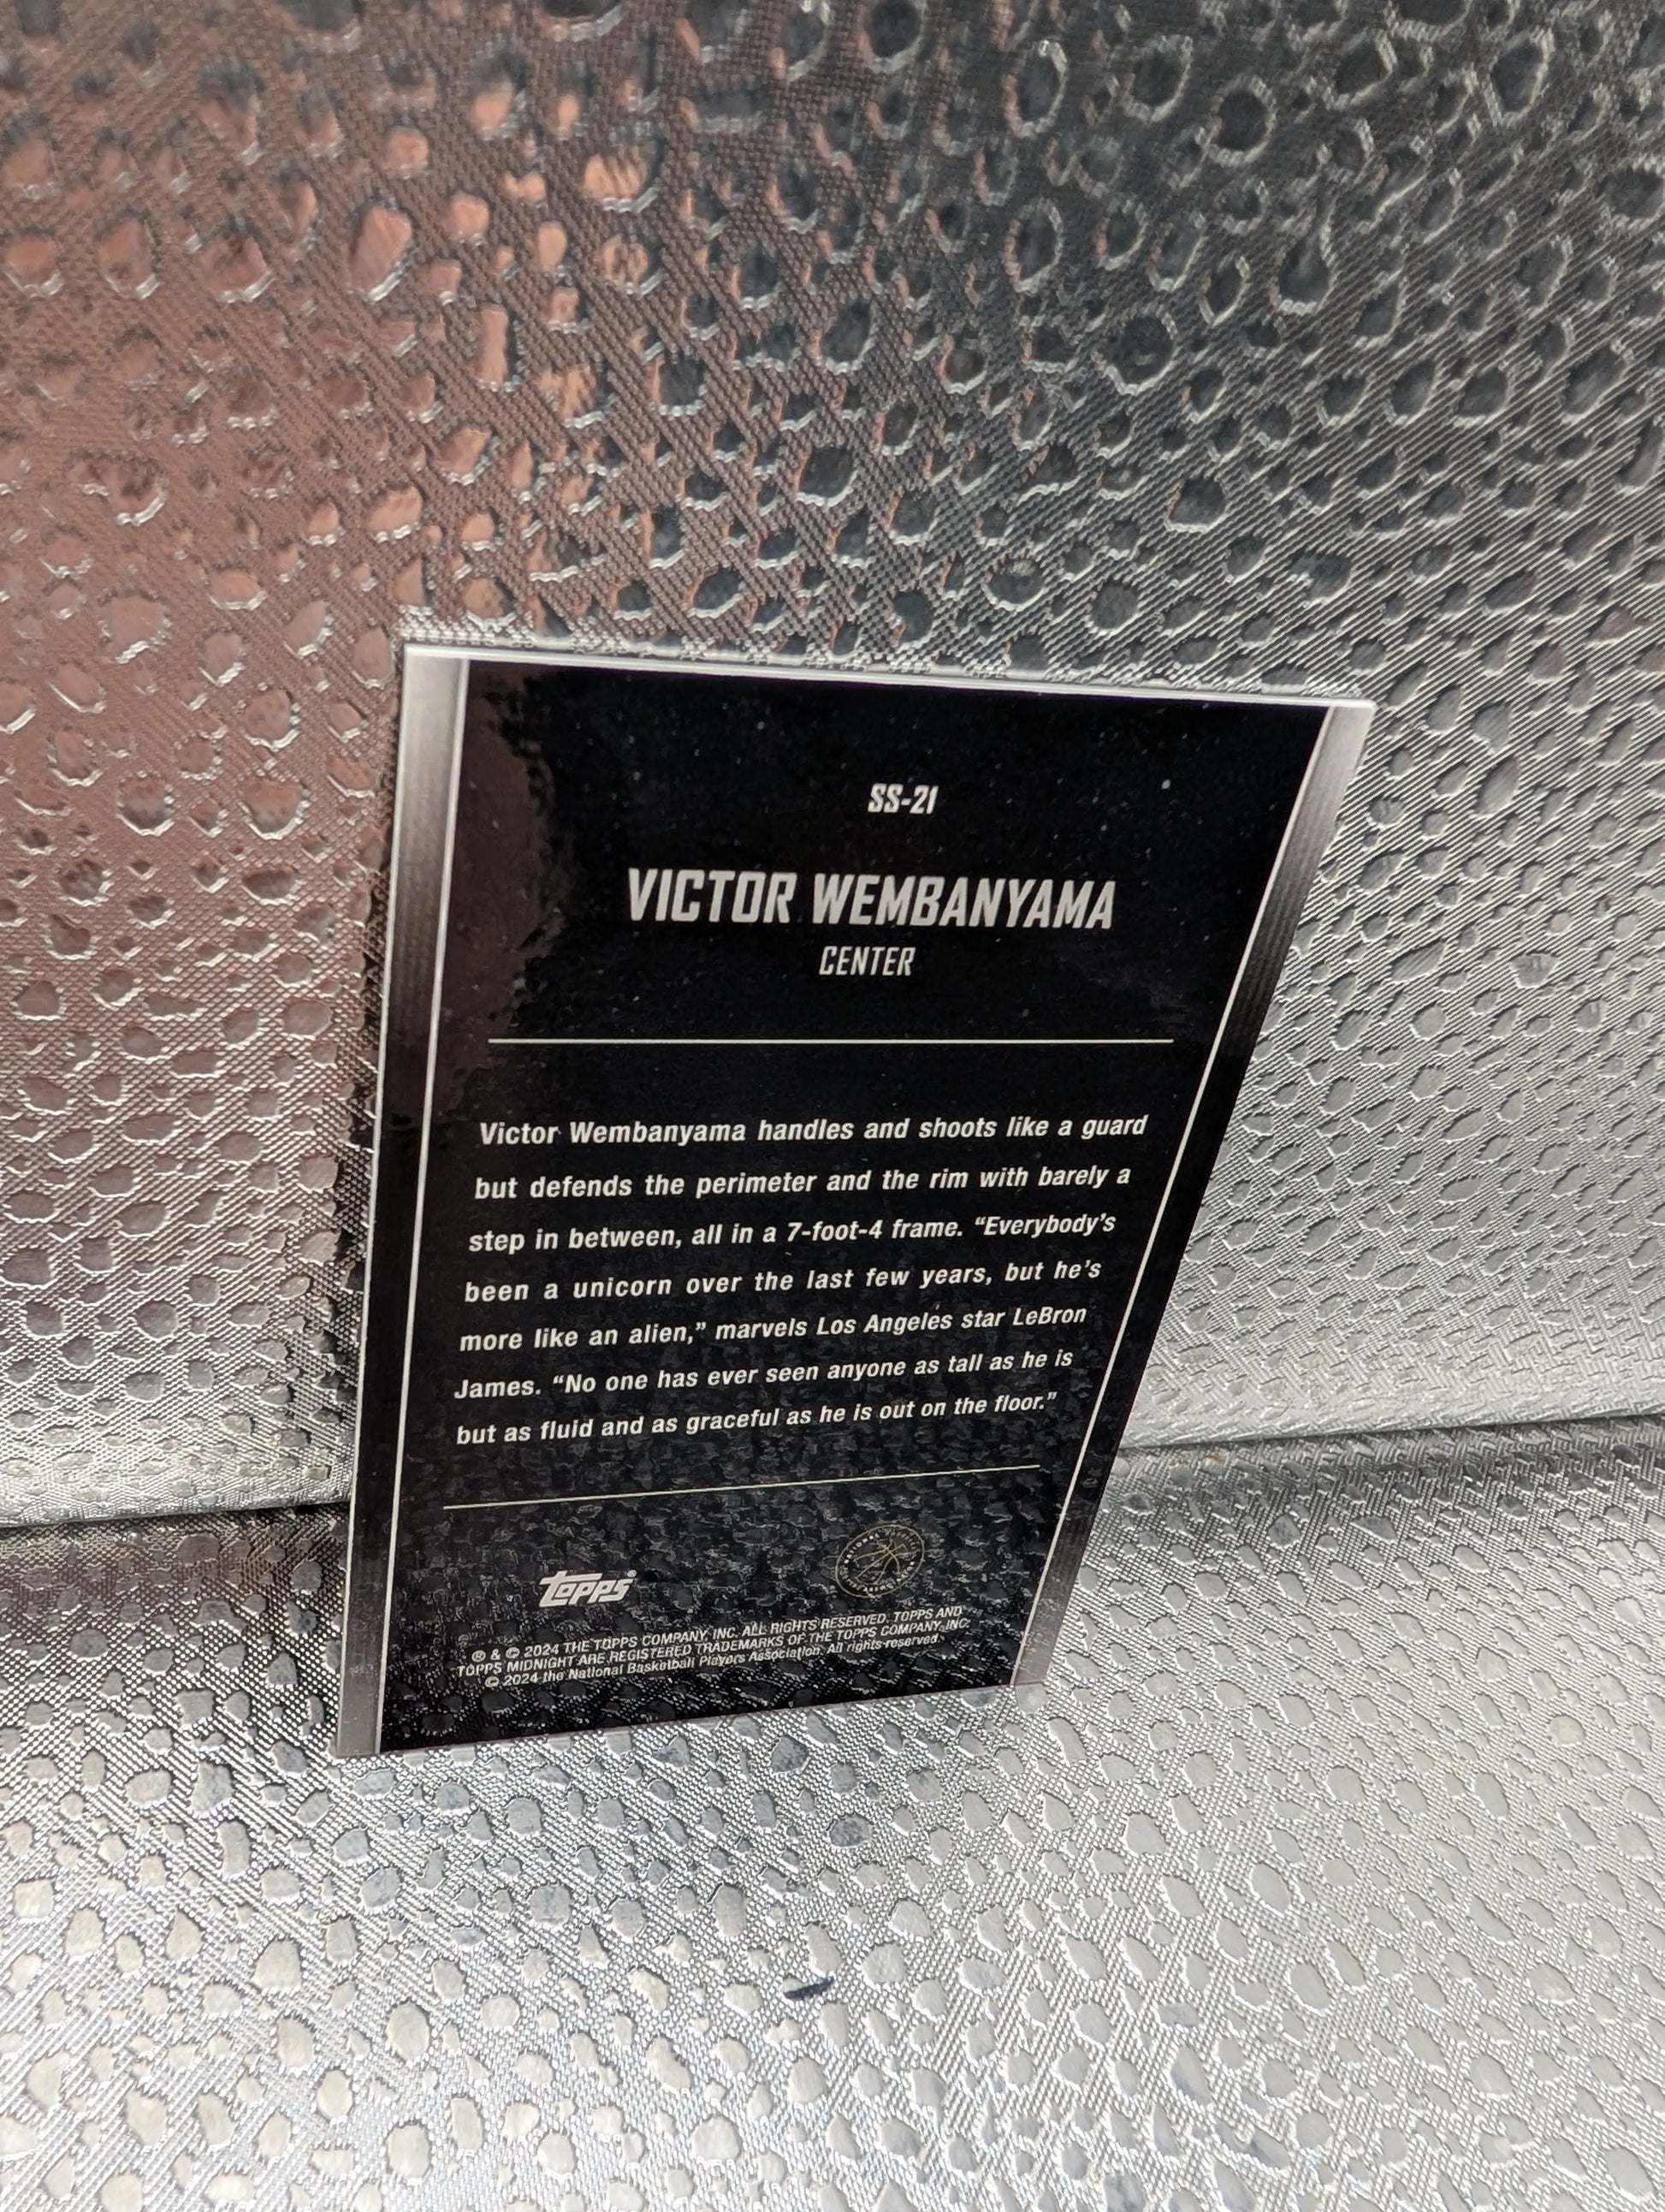 SS-21
VICTOR WEMBANYAMA
CENTER
Victor Wembanyama handles and shoots like a guard
but defends the perimeter and the rim with barely a
step in between, all in a 7-foot-4 frame. “Everybody’s
been a unicorn over the last few years, but he’s
more like an alien,” marvels Los Angeles star LeBron
James. “No one has ever seen anyone as tall as he is
but as fluid and as graceful as he is out on the floor.”
Topps®
® & © 2024 THE TOPPS COMPANY, INC. ALL RIGHTS RESERVED. TOPPS AND
TOPPS MIDNIGHT ARE REGISTERED TRADEMARKS OF THE TOPPS COMPANY, INC.
© 2024 the National Basketball Players Association. All rights reserved.